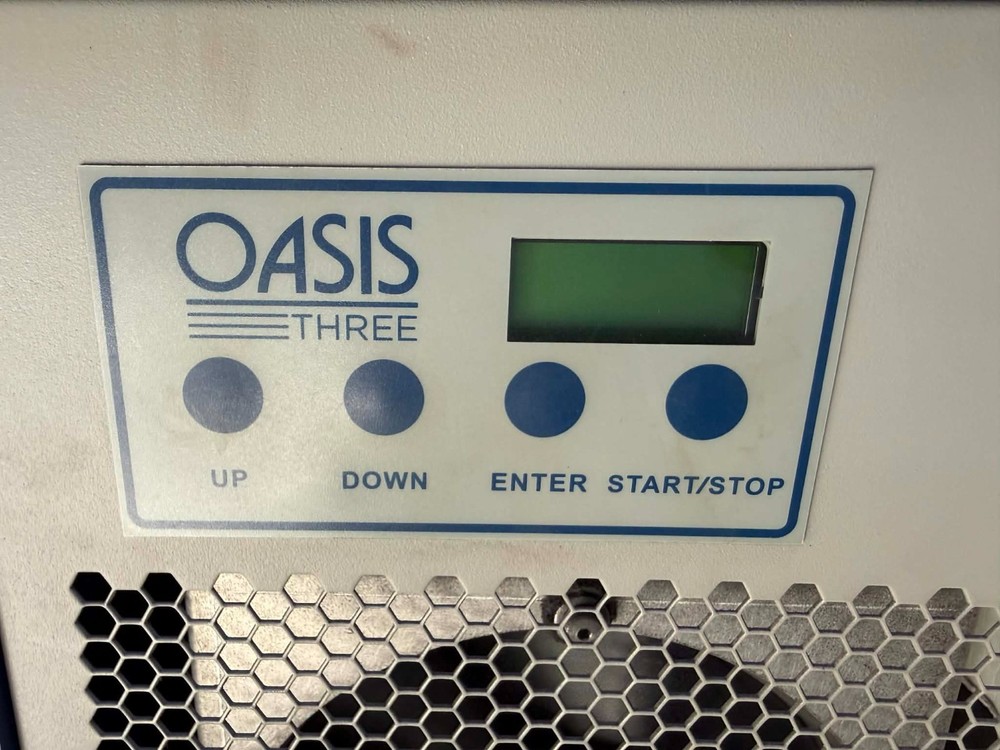 OASIS
THREE
UP DOWN ENTER START/STOP